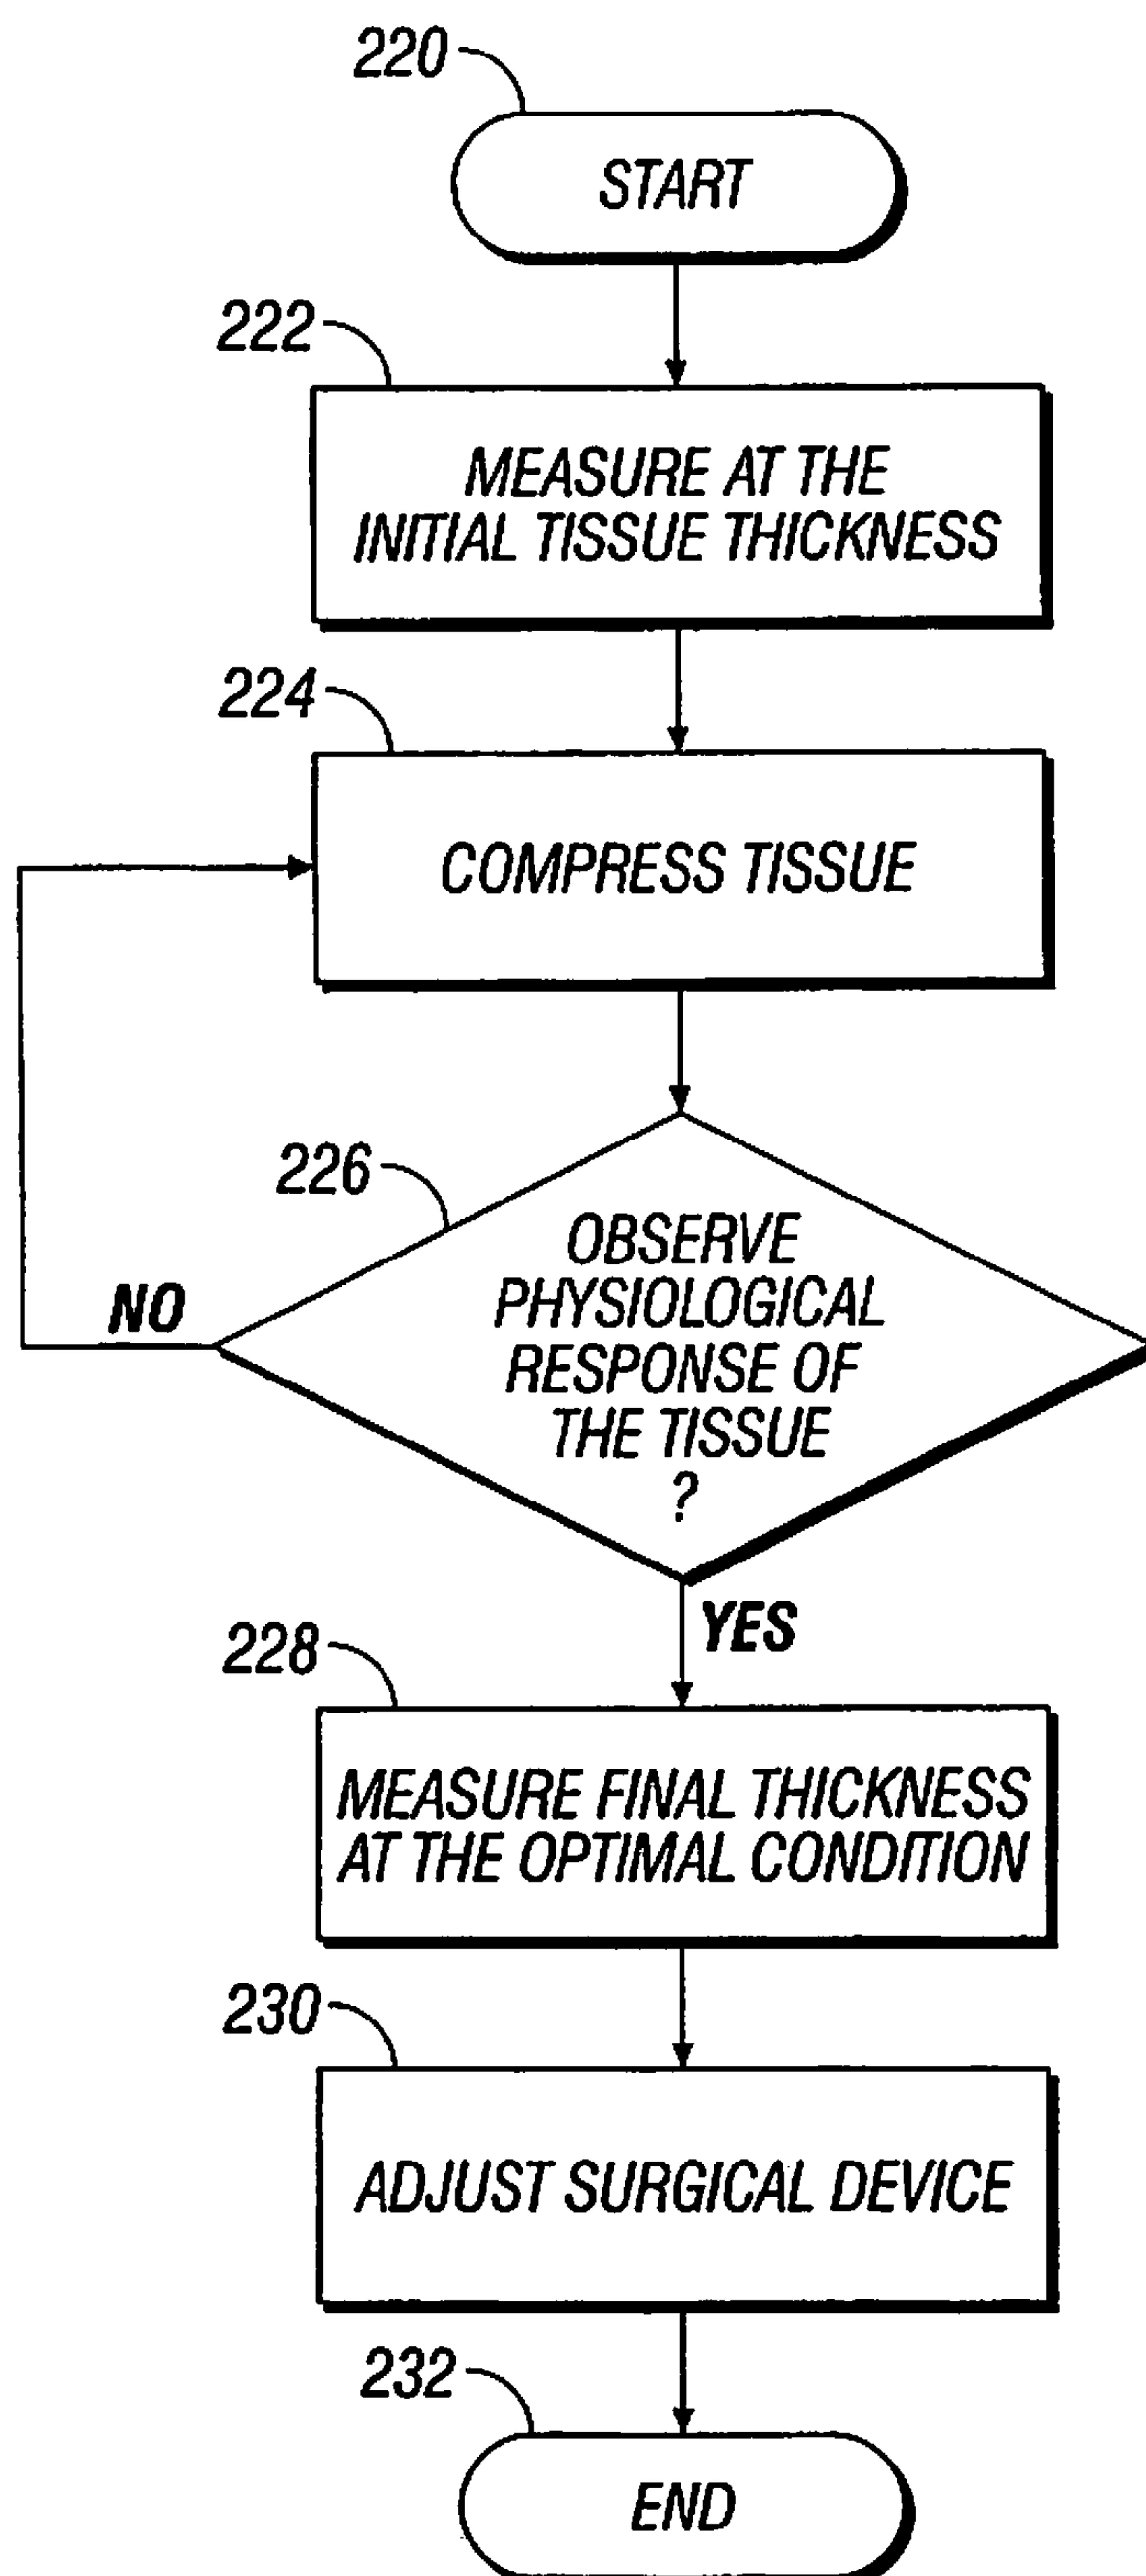 220
START
222
MEASURE AT THE
INITIAL TISSUE THICKNESS
224
COMPRESS TISSUE
226
OBSERVE
PHYSIOLOGICAL
RESPONSE OF
THE TISSUE
?
NO
YES
228
MEASURE FINAL THICKNESS
AT THE OPTIMAL CONDITION
230
ADJUST SURGICAL DEVICE
232
END